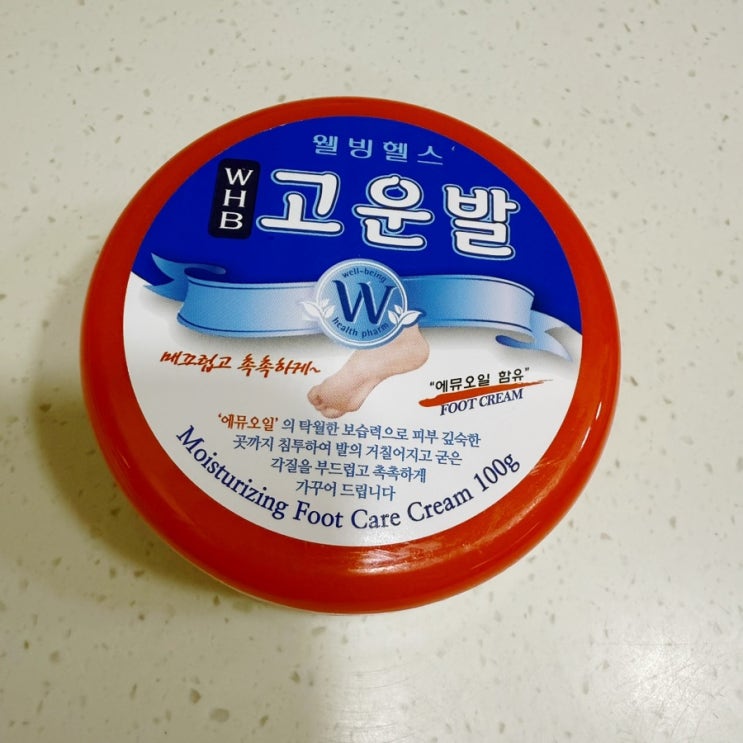 웰빙헬스
WHB
고운발
well-being
W
health pharm
매끄럽고 촉촉하게~
"에뮤오일 함유"
FOOT CREAM
'에뮤오일'의 탁월한 보습력으로 피부 깊숙한
곳까지 침투하여 발의 거칠어지고 굳은
각질을 부드럽고 촉촉하게
가꾸어 드립니다
Moisturizing Foot Care Cream 100g